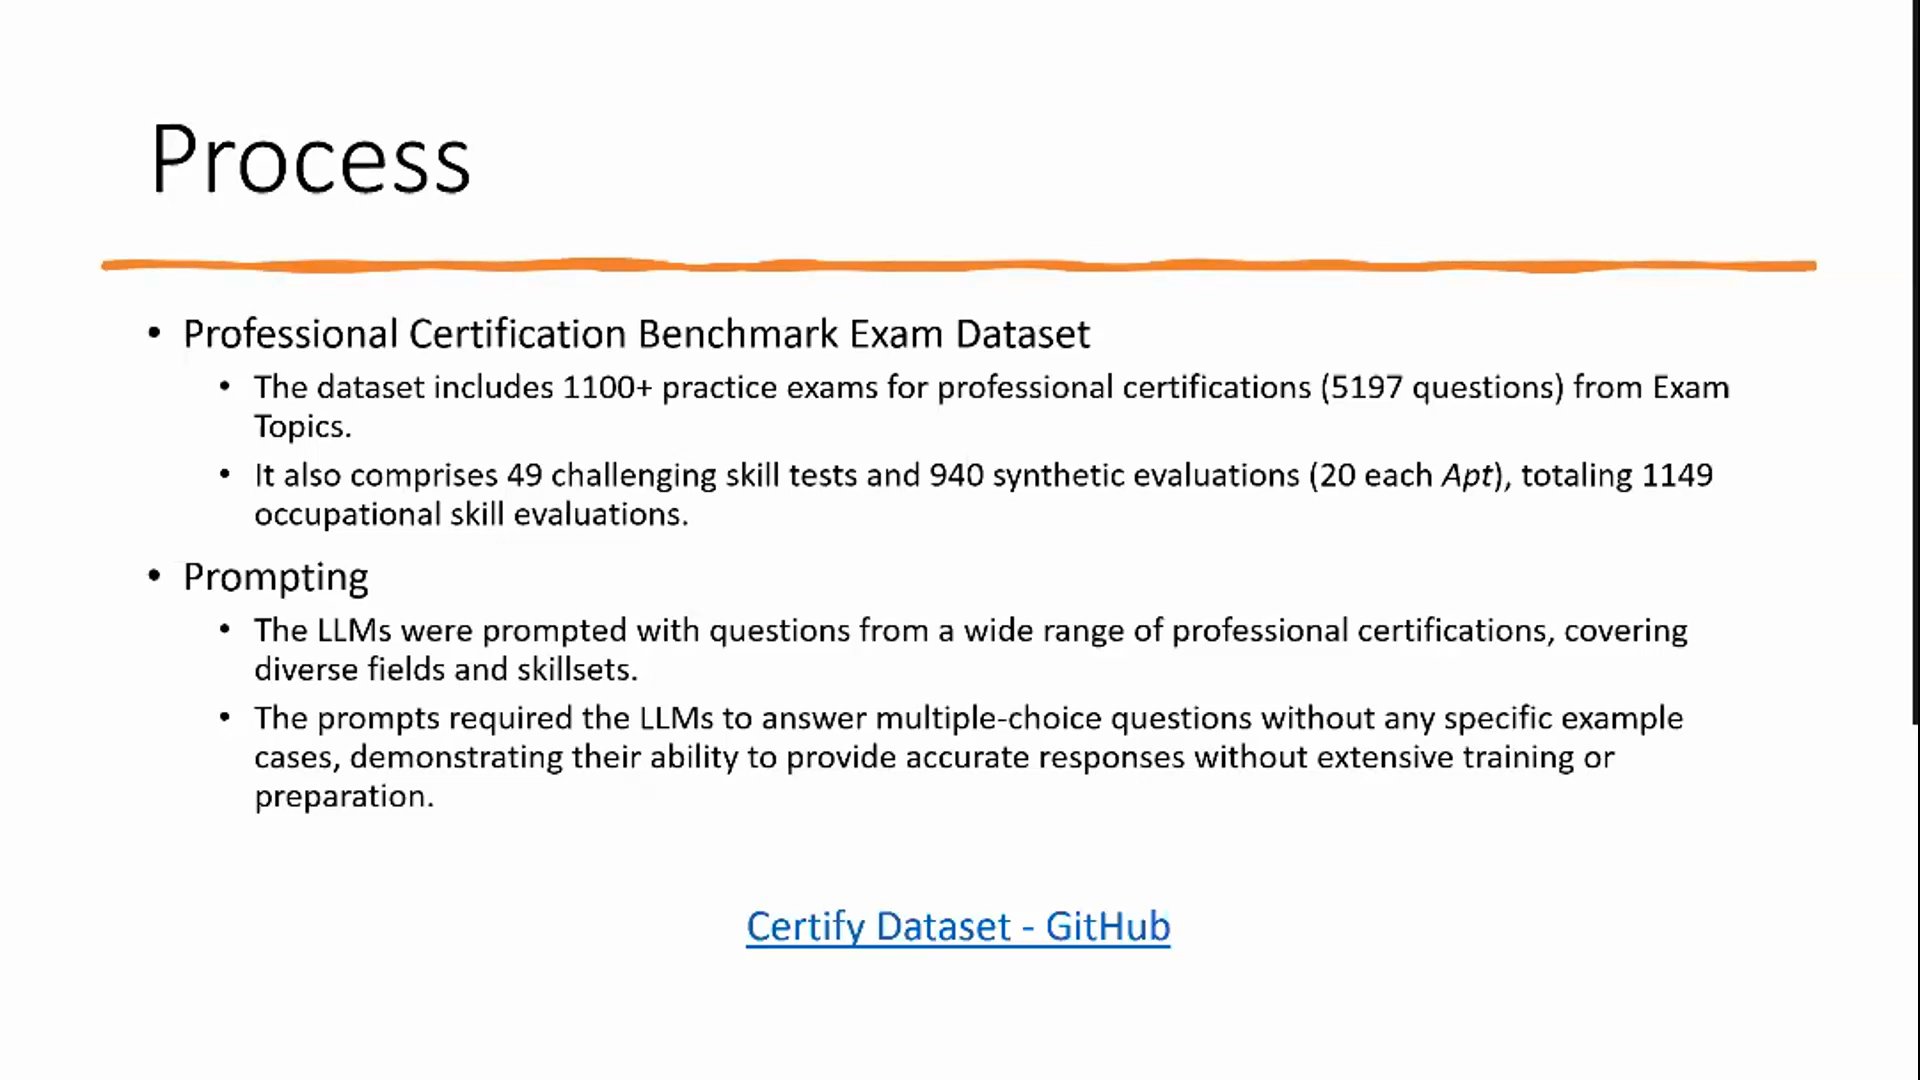 Process
• Professional Certification Benchmark Exam Dataset
• The dataset includes 1100+ practice exams for professional certifications (5197 questions) from Exam
Topics.
• It also comprises 49 challenging skill tests and 940 synthetic evaluations (20 each Apt), totaling 1149
occupational skill evaluations.
• Prompting
• The LLMs were prompted with questions from a wide range of professional certifications, covering
diverse fields and skillsets.
• The prompts required the LLMs to answer multiple-choice questions without any specific example
cases, demonstrating their ability to provide accurate responses without extensive training or
preparation.
Certify Dataset - GitHub